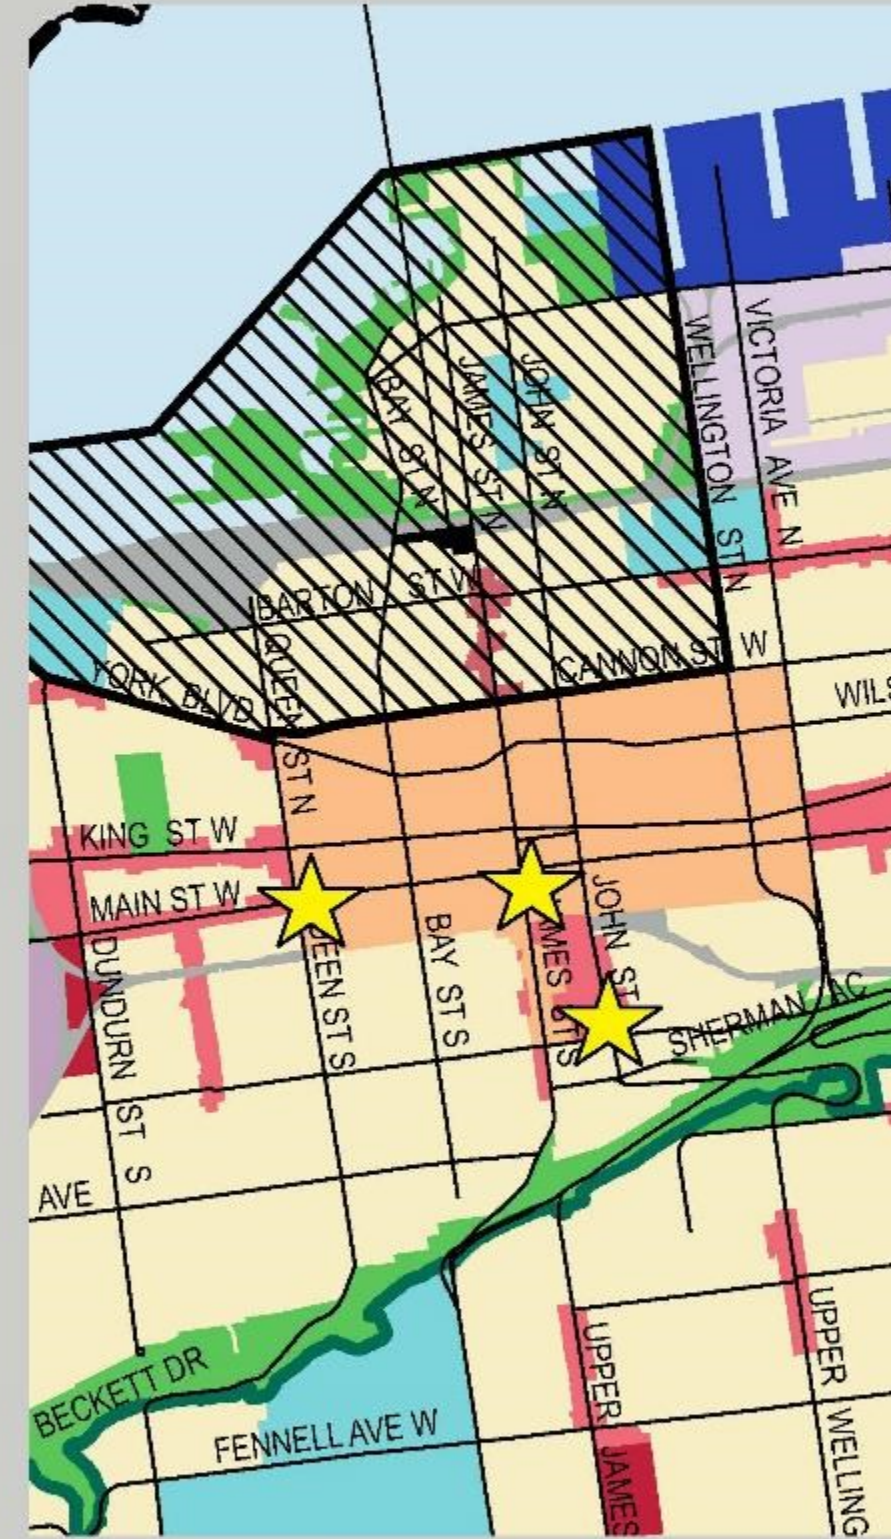 BAY ST N
JAMES ST N
JOHN ST N
WELLINGTON ST N
VICTORIA AVE N
BARTON ST W
CANNON ST W
YORK BLVD
QUEEN ST N
KING ST W
MAIN ST W
JOHN ST
BAY ST S
ST S
DUNDURN ST S
SHERMAN AC
AVE
BECKETT DR
FENNELL AVE W
UPPER JAMES
UPPER